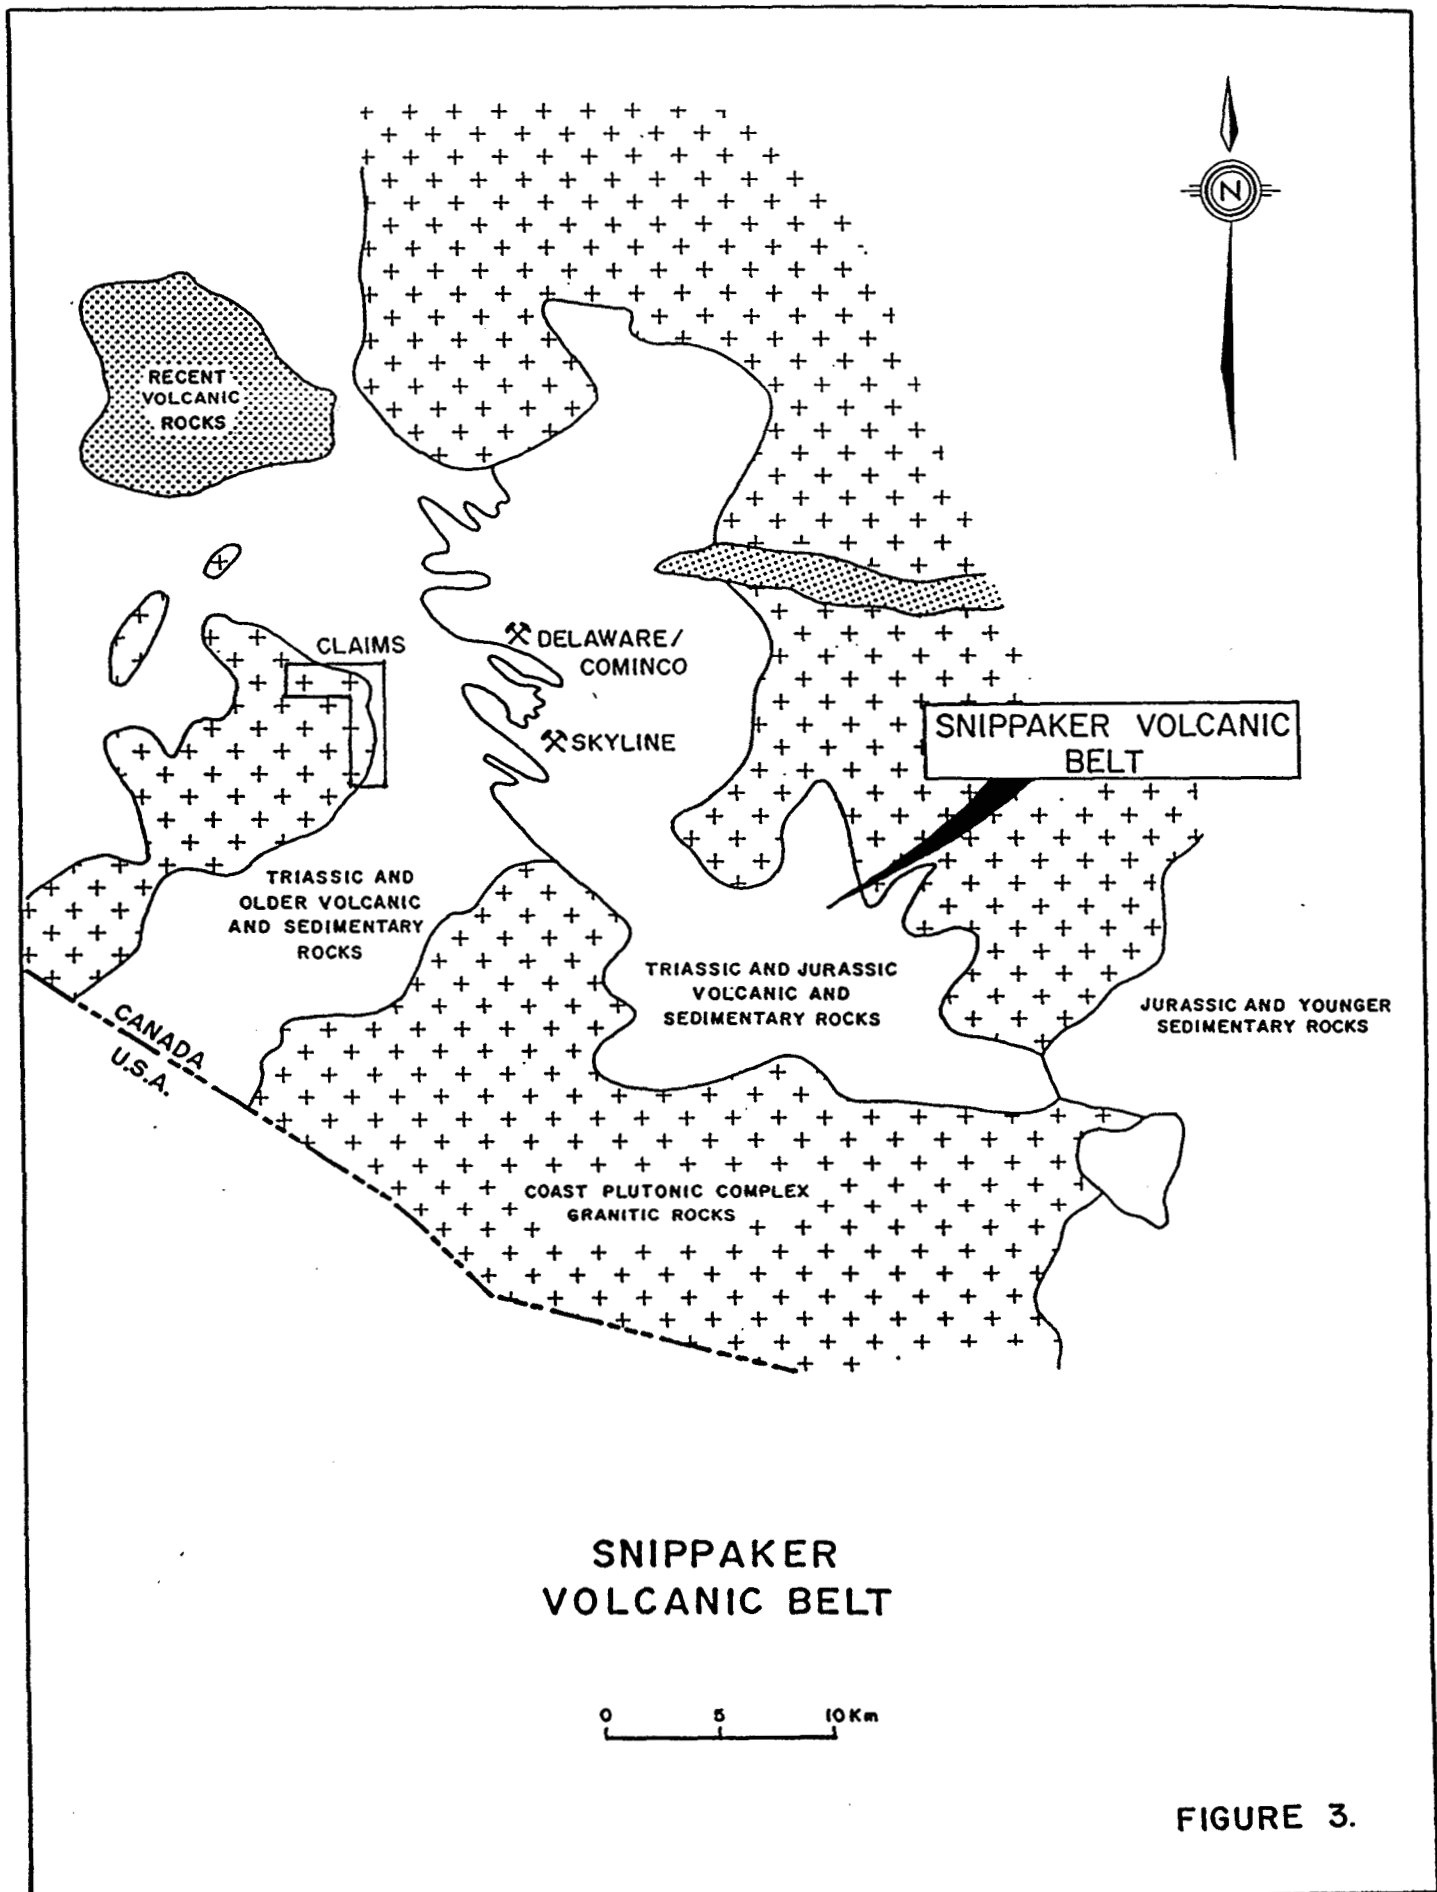 N
RECENT
VOLCANIC
ROCKS
CLAIMS
DELAWARE/
COMINCO
SKYLINE
SNIPPAKER VOLCANIC
BELT
TRIASSIC AND
OLDER VOLCANIC
AND SEDIMENTARY
ROCKS
TRIASSIC AND JURASSIC
VOLCANIC AND
SEDIMENTARY ROCKS
JURASSIC AND YOUNGER
SEDIMENTARY ROCKS
CANADA
U.S.A.
COAST PLUTONIC COMPLEX
GRANITIC ROCKS
SNIPPAKER
VOLCANIC BELT
0 5 10Km
FIGURE 3.